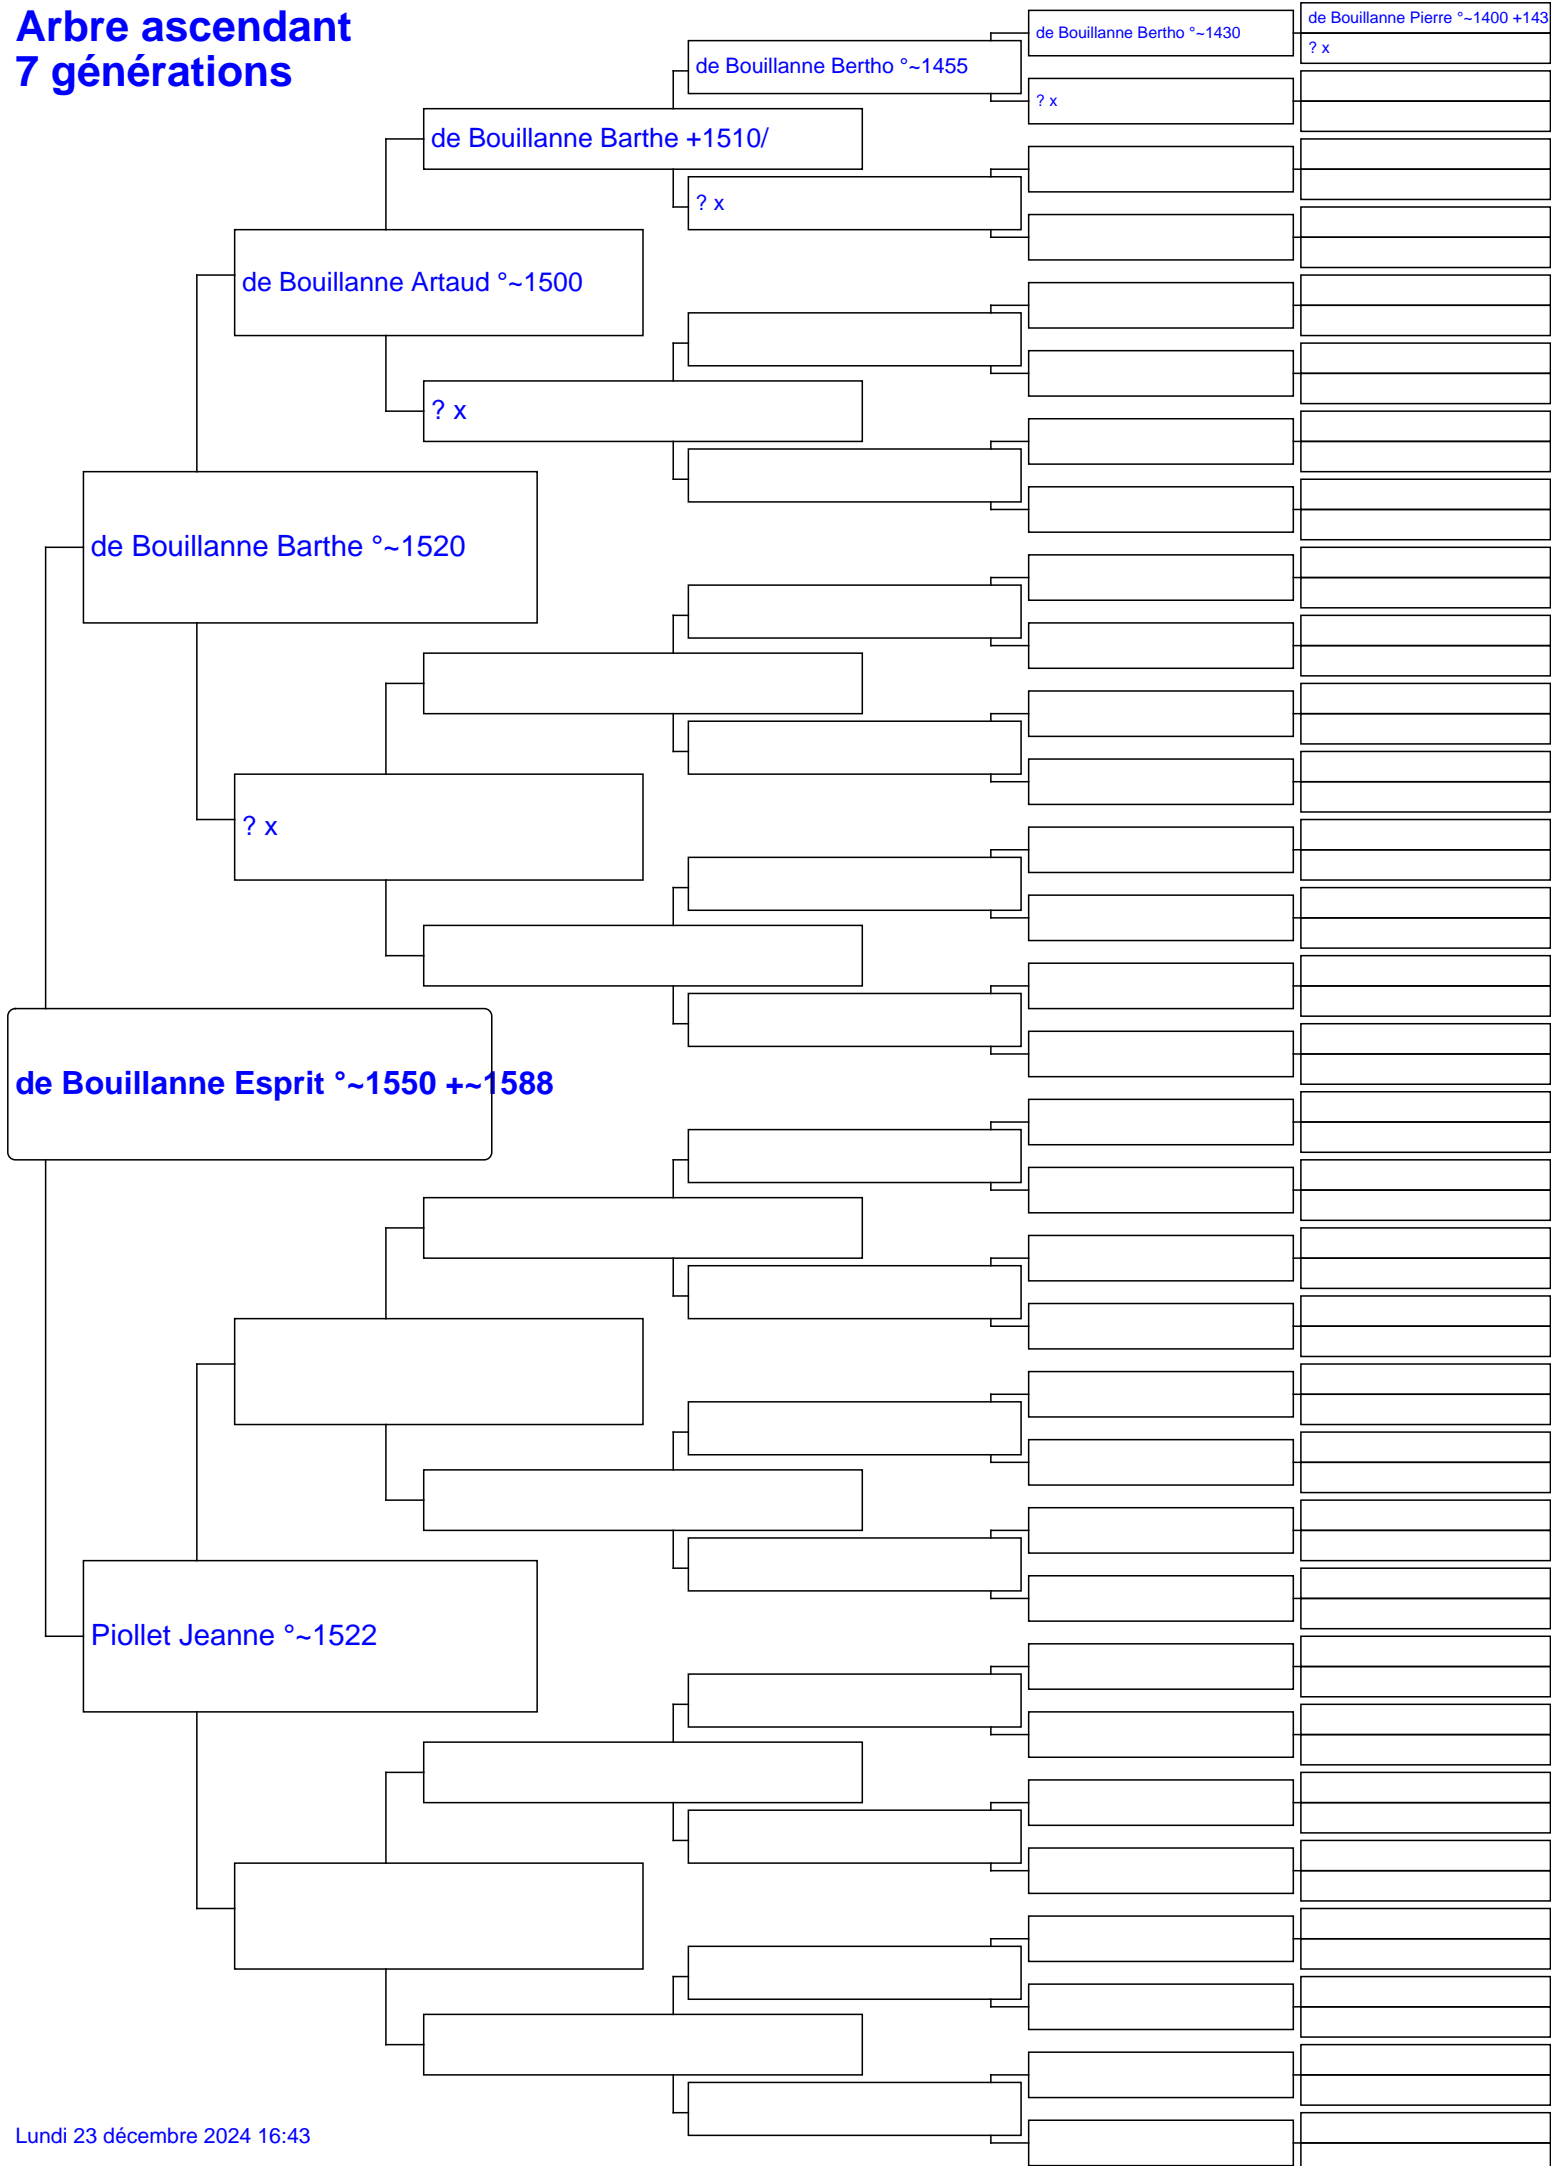 Arbre ascendant
7 générations
de Bouillanne Pierre °~1400 +143
? x
de Bouillanne Bertho °~1430
? x
de Bouillanne Bertho °~1455
? x
de Bouillanne Barthe +1510/
? x
de Bouillanne Artaud °~1500
? x
de Bouillanne Barthe °~1520
de Bouillanne Esprit °~1550 +~1588
Piollet Jeanne °~1522
Lundi 23 décembre 2024 16:43